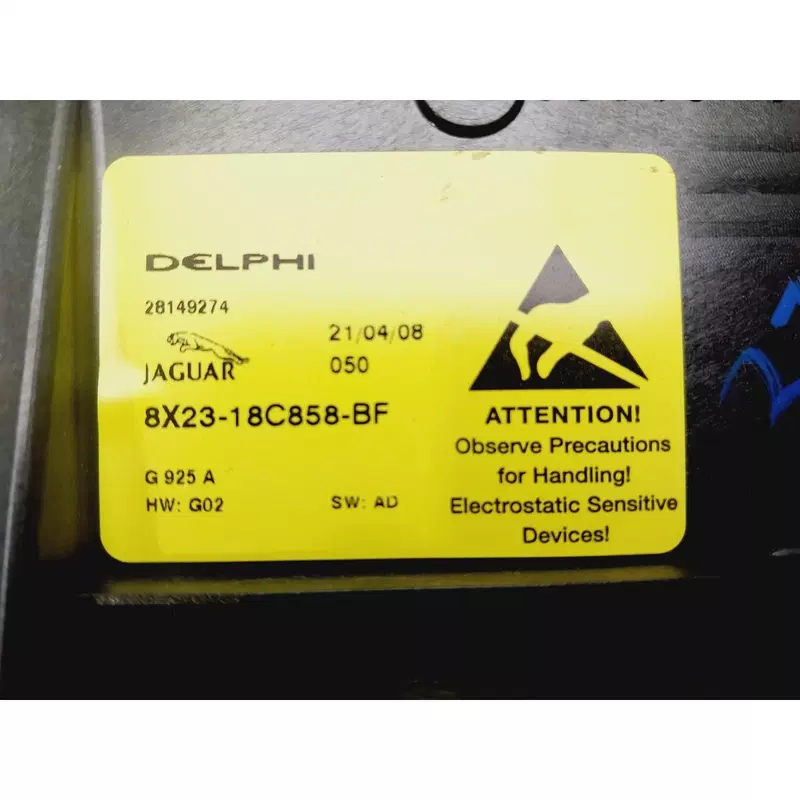 DELPHI
28149274
21/04/08
JAGUAR
050
8X23-18C858-BF
G 925 A
HW: G02
SW: AD
ATTENTION!
Observe Precautions
for Handling!
Electrostatic Sensitive
Devices!